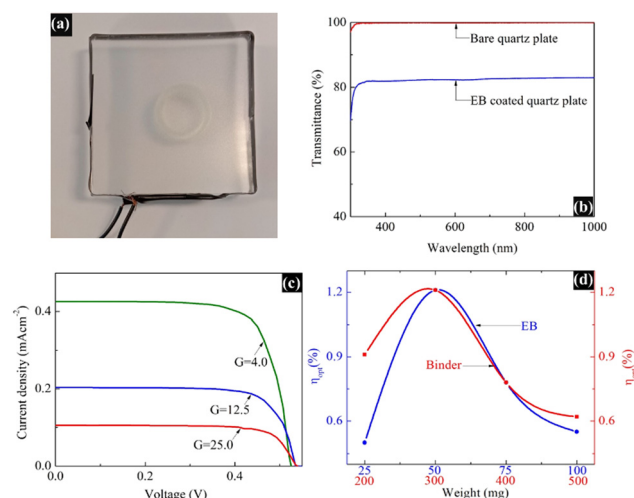 (a)
100
80
60
40
Transmittance (%)
Bare quartz plate
EB coated quartz plate
(b)
400
600
800
1000
Wavelength (nm)
(c)
0.4
0.2
0.0
Current density (mAcm-2)
G=4.0
G=12.5
G=25.0
0.0
0.2
0.4
Voltage (V)
(d)
1.2
0.9
0.6
ηopt(%)
EB
Binder
1.2
0.9
0.6
25
50
75
100
200
300
400
500
Weight (mg)